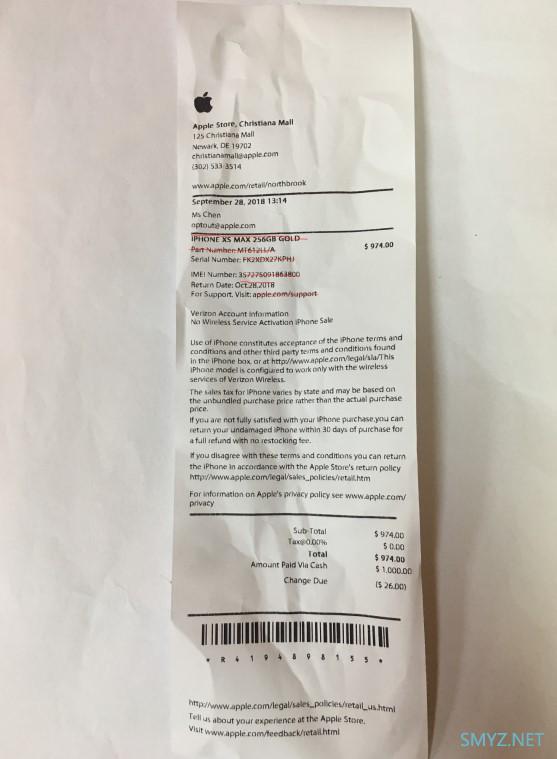 Apple Store, Christiana Mall
125 Christiana Mall
Newark, DE 19702
christianamall@apple.com
(302) 533-3514
www.apple.com/retail/northbrook
September 28, 2018 13:14
Ms Chen
optout@apple.com
IPHONE XS MAX 256GB GOLD
$ 974.00
Part Number: MT612LL/A
Serial Number: FK2XDX27KPHJ
IMEI Number: 357275091863800
Return Date: Oct.28,2018
For Support, Visit: apple.com/support
Verizon Account Information
No Wireless Service Activation iPhone Sale
Use of iPhone constitutes acceptance of the iPhone terms and
conditions and other third party terms and conditions found
in the iPhone box, or at http://www.apple.com/legal/sla/This
iPhone model is configured to work only with the wireless
services of Verizon Wireless.
The sales tax for iPhone varies by state and may be based on
the unbundled purchase price rather than the actual purchase
price.
If you are not fully satisfied with your iPhone purchase,you can
return your undamaged iPhone within 30 days of purchase for
a full refund with no restocking fee.
If you disagree with these terms and conditions you can return
the iPhone in accordance with the Apple Store's return policy
http://www.apple.com/legal/sales_policies/retail.htm
For information on Apple's privacy policy see www.apple.com/
privacy
Sub-Total $ 974.00
Tax@0.00% $ 0.00
Total $ 974.00
Amount Paid Via Cash $ 1,000.00
Change Due ($ 26.00)
* R 4 1 9 4 8 9 8 1 5 5 *
http://www.apple.com/legal/sales_policies/retail_us.html
Tell us about your experience at the Apple Store.
Visit www.apple.com/feedback/retail.html
SMYZ.NET